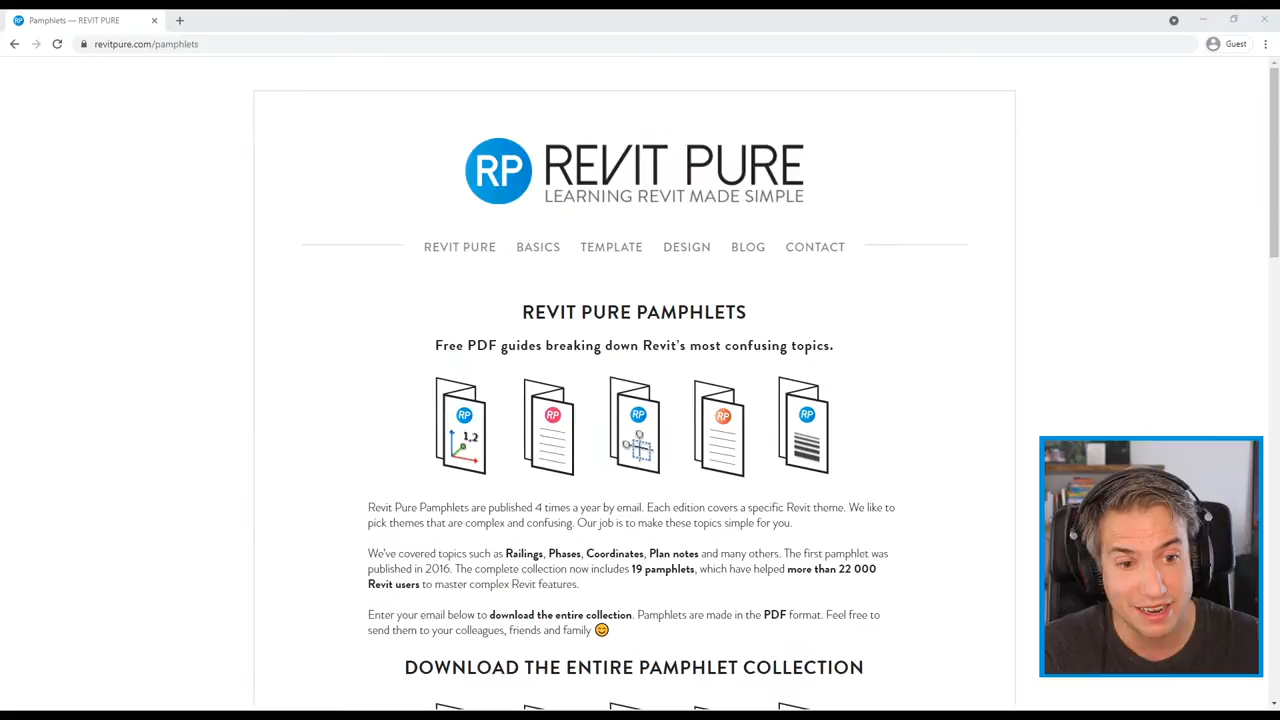 Pamphlets — REVIT PURE
revitpure.com/pamphlets
Guest
RP REVIT PURE
LEARNING REVIT MADE SIMPLE
REVIT PURE BASICS TEMPLATE DESIGN BLOG CONTACT
REVIT PURE PAMPHLETS
Free PDF guides breaking down Revit's most confusing topics.
RP RP RP RP RP
1,2
Revit Pure Pamphlets are published 4 times a year by email. Each edition covers a specific Revit theme. We like to
pick themes that are complex and confusing. Our job is to make these topics simple for you.
We've covered topics such as Railings, Phases, Coordinates, Plan notes and many others. The first pamphlet was
published in 2016. The complete collection now includes 19 pamphlets, which have helped more than 22 000
Revit users to master complex Revit features.
Enter your email below to download the entire collection. Pamphlets are made in the PDF format. Feel free to
send them to your colleagues, friends and family 😊
DOWNLOAD THE ENTIRE PAMPHLET COLLECTION